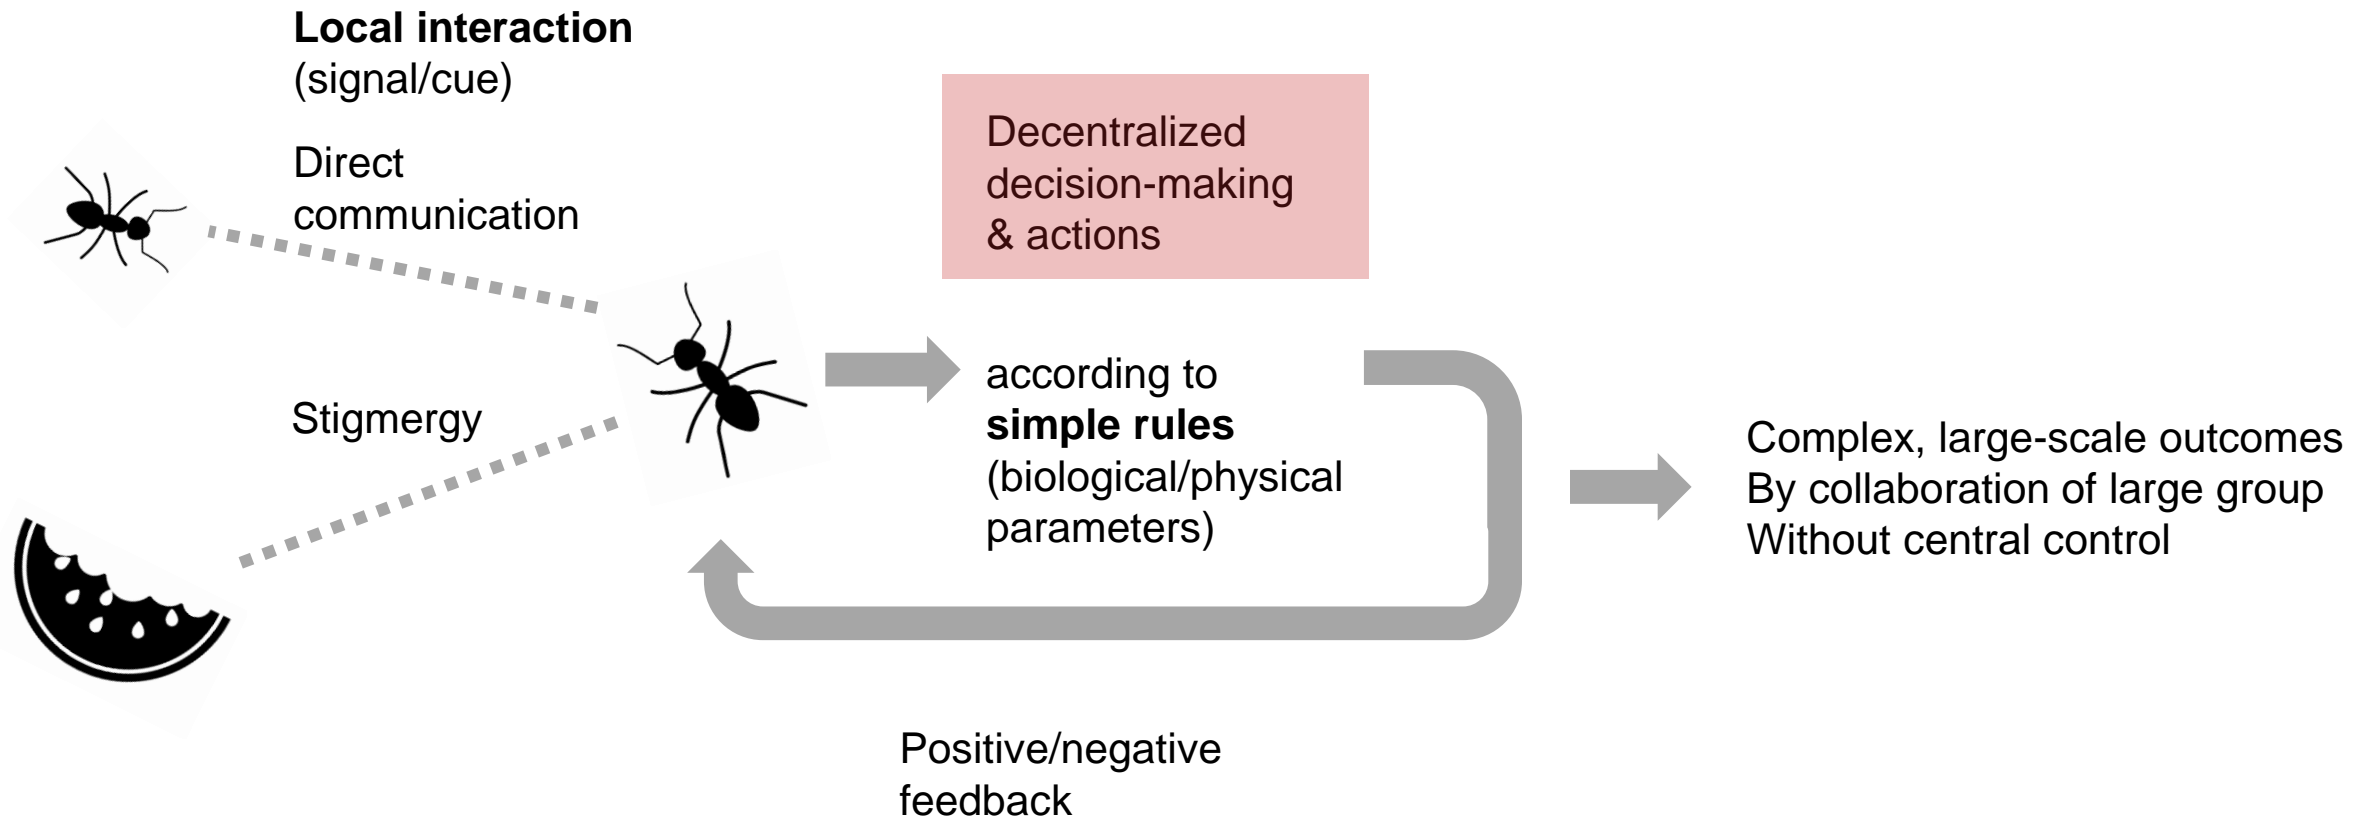 Local interaction
(signal/cue)
Direct
communication
Stigmergy
Decentralized
decision-making
& actions
according to
simple rules
(biological/physical
parameters)
Positive/negative
feedback
Complex, large-scale outcomes
By collaboration of large group
Without central control